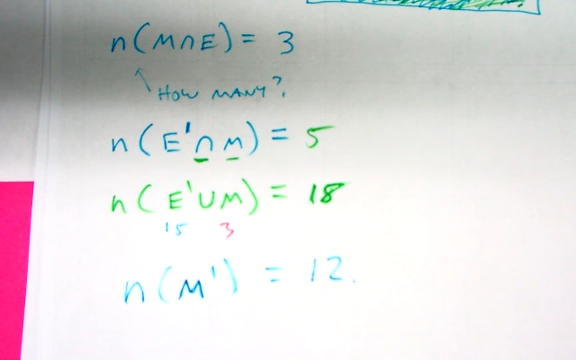 n(M∩E) = 3
HOW MANY?
n(E'∩M) = 5
n(E'∪M) = 18
15 3
n(M') = 12.